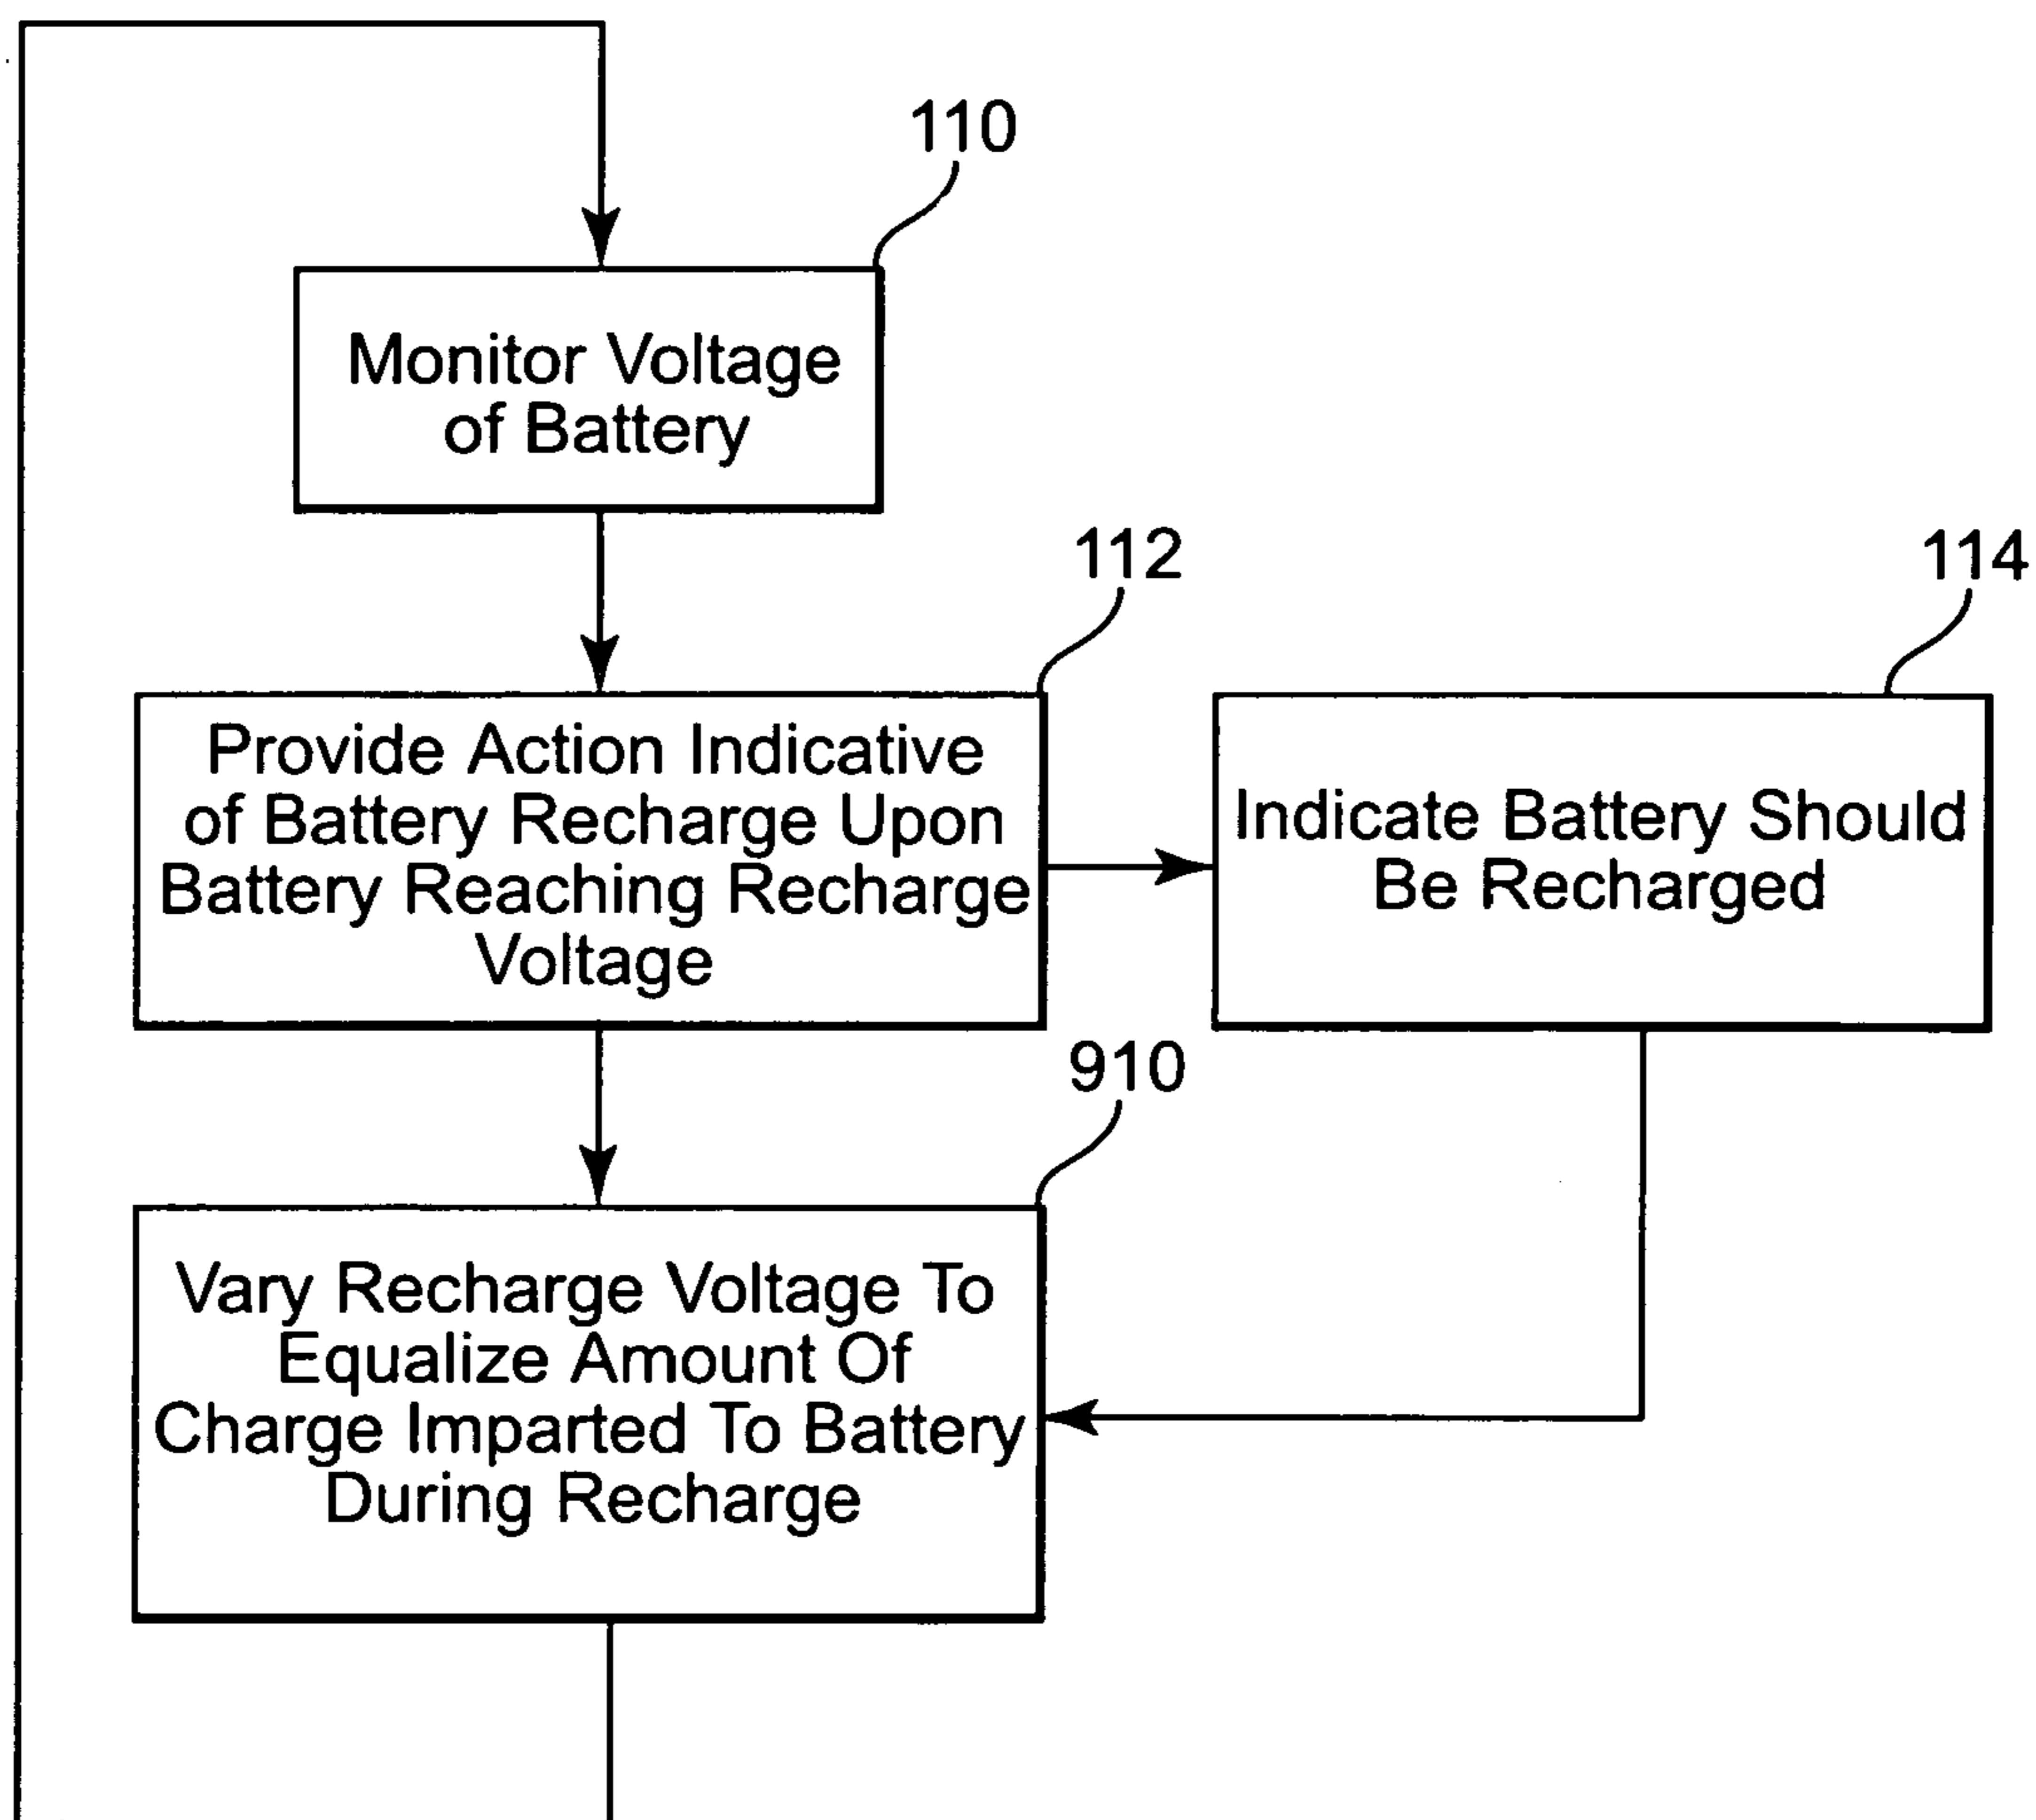 110
Monitor Voltage
of Battery
112
Provide Action Indicative
of Battery Recharge Upon
Battery Reaching Recharge
Voltage
114
Indicate Battery Should
Be Recharged
910
Vary Recharge Voltage To
Equalize Amount Of
Charge Imparted To Battery
During Recharge